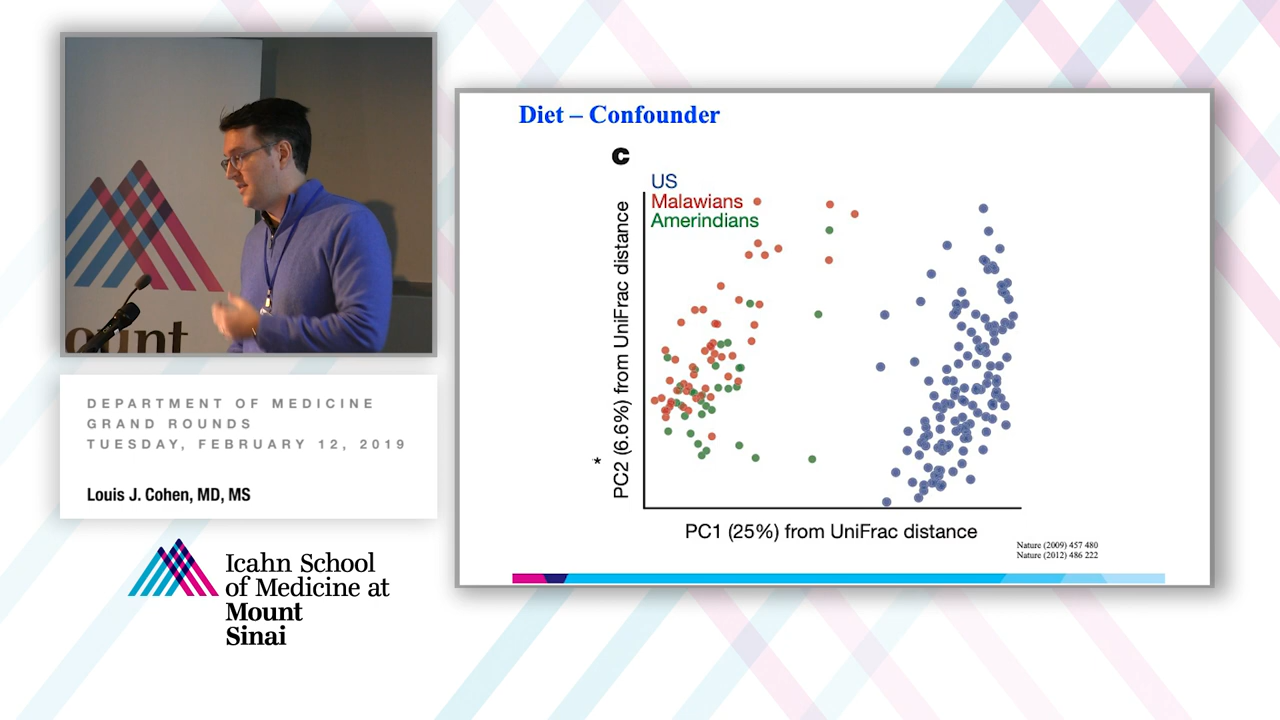 ount
DEPARTMENT OF MEDICINE
GRAND ROUNDS
TUESDAY, FEBRUARY 12, 2019
Louis J. Cohen, MD, MS
Icahn School
of Medicine at
Mount
Sinai
Diet – Confounder
C
US
Malawians
Amerindians
* PC2 (6.6%) from UniFrac distance
PC1 (25%) from UniFrac distance
Nature (2009) 457 480
Nature (2012) 486 222